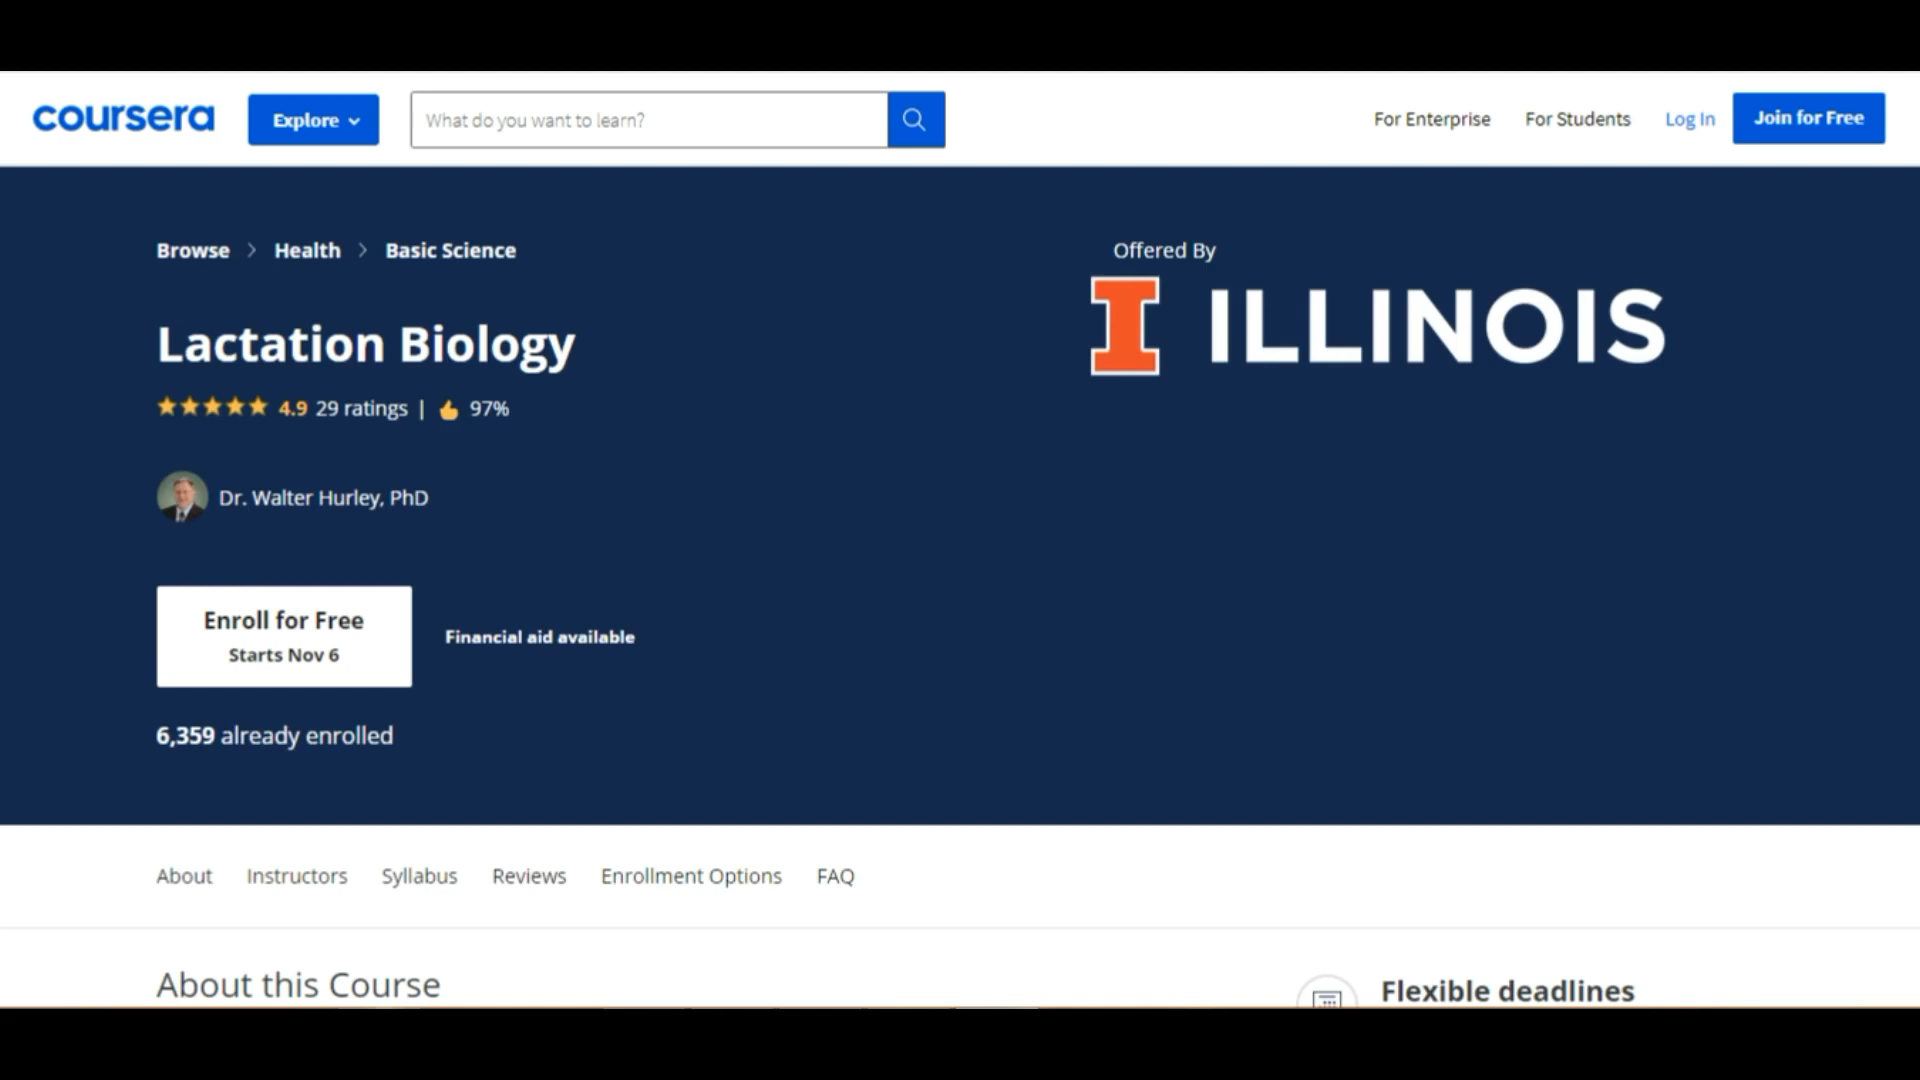 coursera
Explore
What do you want to learn?
For Enterprise
For Students
Log In
Join for Free
Browse > Health > Basic Science
Lactation Biology
4.9 29 ratings | 97%
Dr. Walter Hurley, PhD
Enroll for Free
Starts Nov 6
Financial aid available
6,359 already enrolled
Offered By
I ILLINOIS
About
Instructors
Syllabus
Reviews
Enrollment Options
FAQ
About this Course
Flexible deadlines